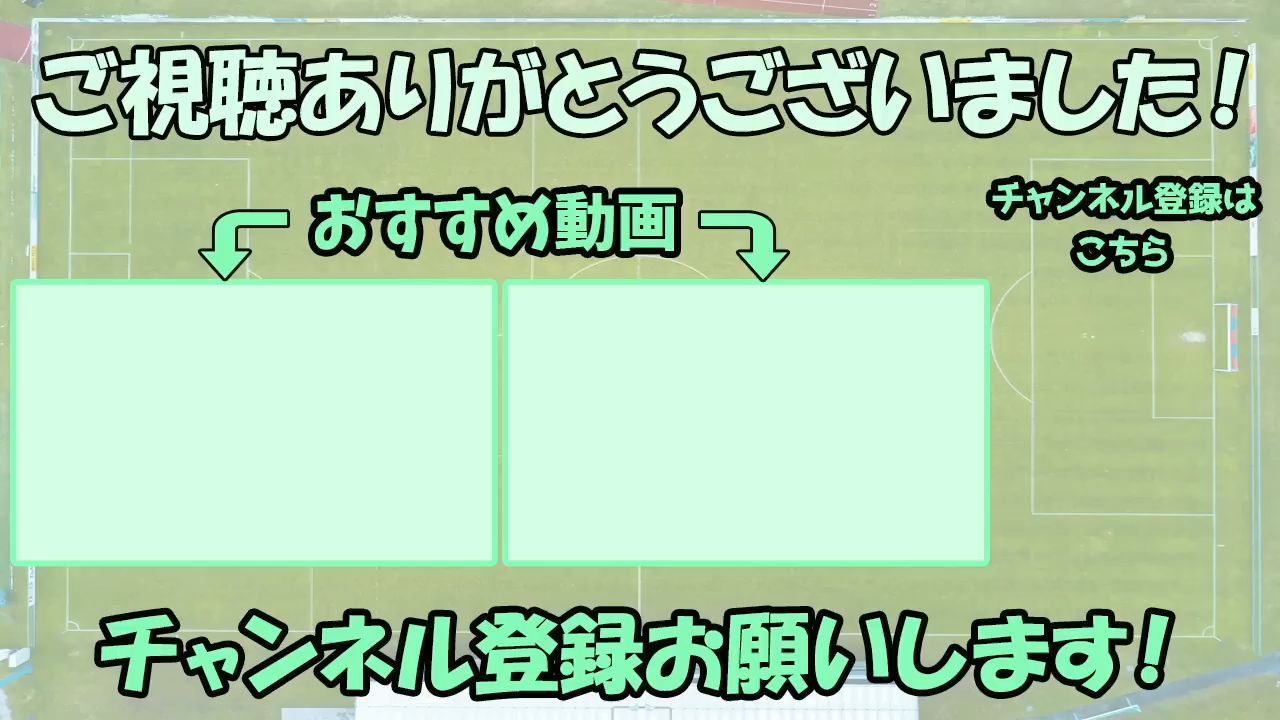 ご視聴ありがとうございました!
おすすめ動画
チャンネル登録は
こちら
チャンネル登録お願いします!